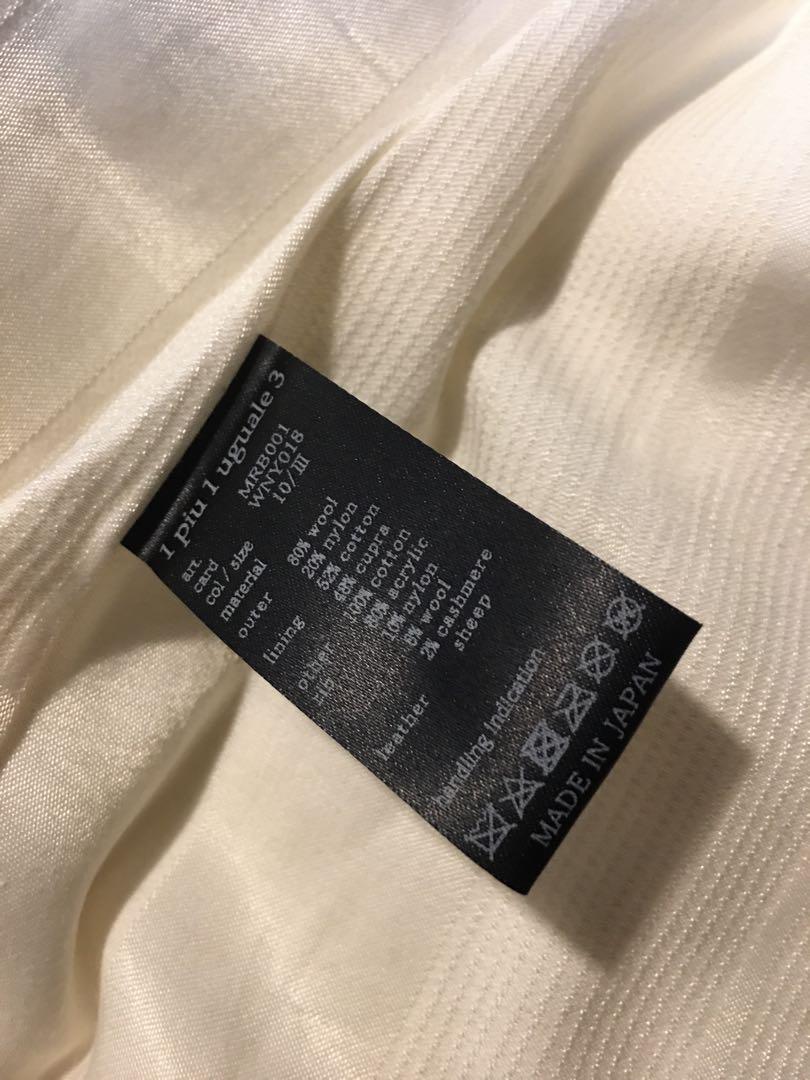 1 piu 1 uguale 3
art. MRB001
card WNY018
col / size 10/III
material
outer 80% wool
20% nylon
lining 52% cotton
48% cupra
other 100% cotton
rib 80% acrylic
10% nylon
8% wool
2% cashmere
leather sheep
handling indication
MADE IN JAPAN